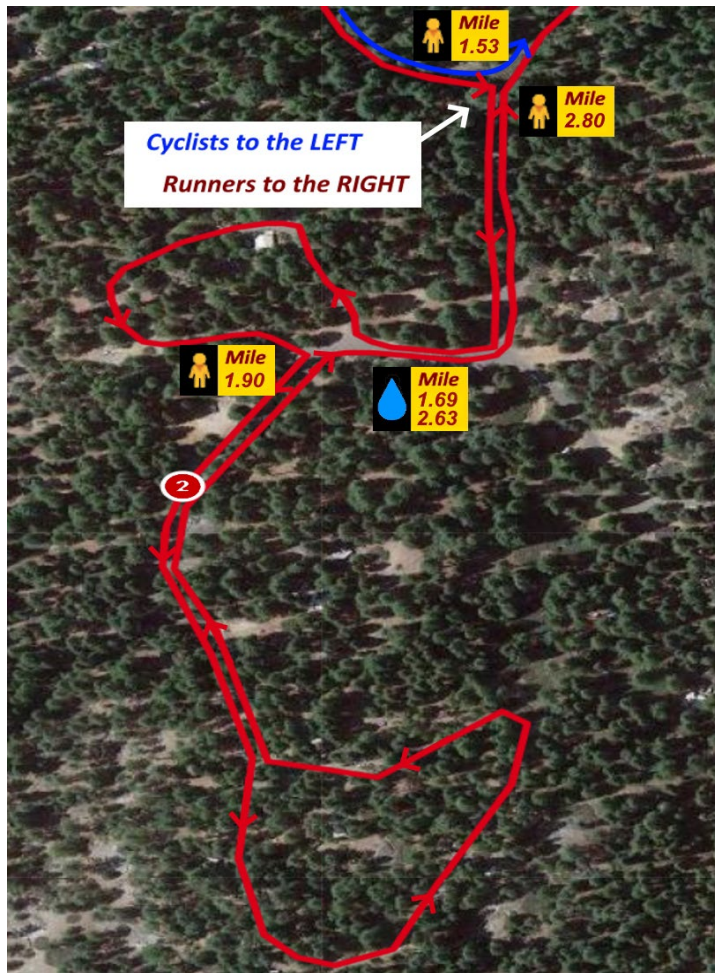 Mile
1.53
Mile
2.80
Cyclists to the LEFT
Runners to the RIGHT
Mile
1.90
Mile
1.69
2.63
2